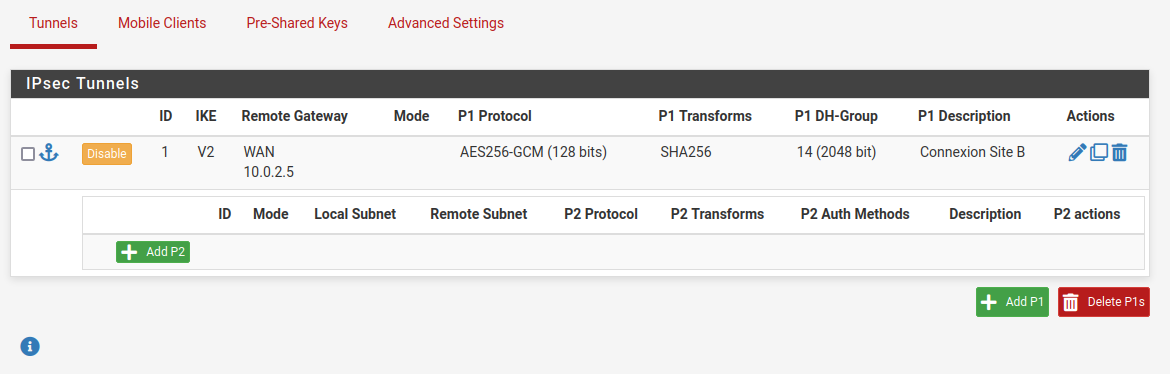 Tunnels Mobile Clients Pre-Shared Keys Advanced Settings
IPsec Tunnels
ID IKE Remote Gateway Mode P1 Protocol P1 Transforms P1 DH-Group P1 Description Actions
Disable 1 V2 WAN AES256-GCM (128 bits) SHA256 14 (2048 bit) Connexion Site B
10.0.2.5
ID Mode Local Subnet Remote Subnet P2 Protocol P2 Transforms P2 Auth Methods Description P2 actions
Add P2
Add P1 Delete P1s